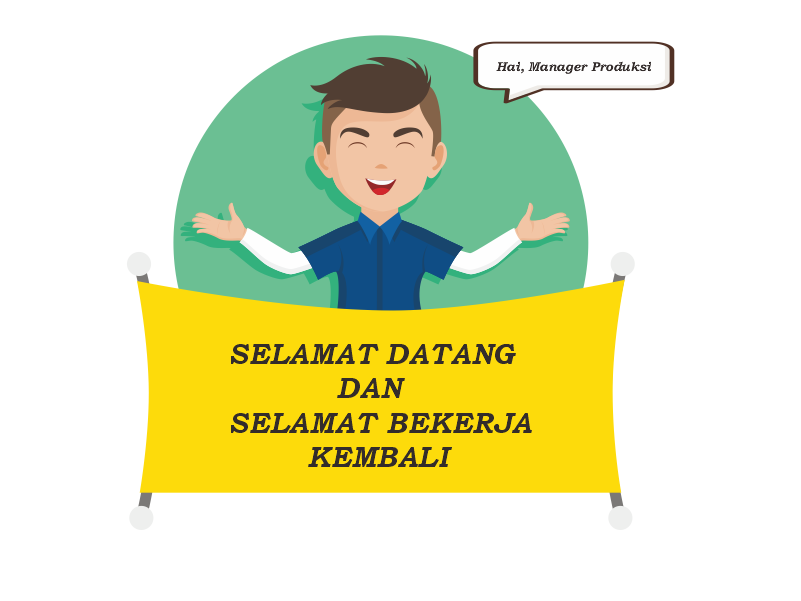 Hai, Manager Produksi
SELAMAT DATANG
DAN
SELAMAT BEKERJA
KEMBALI